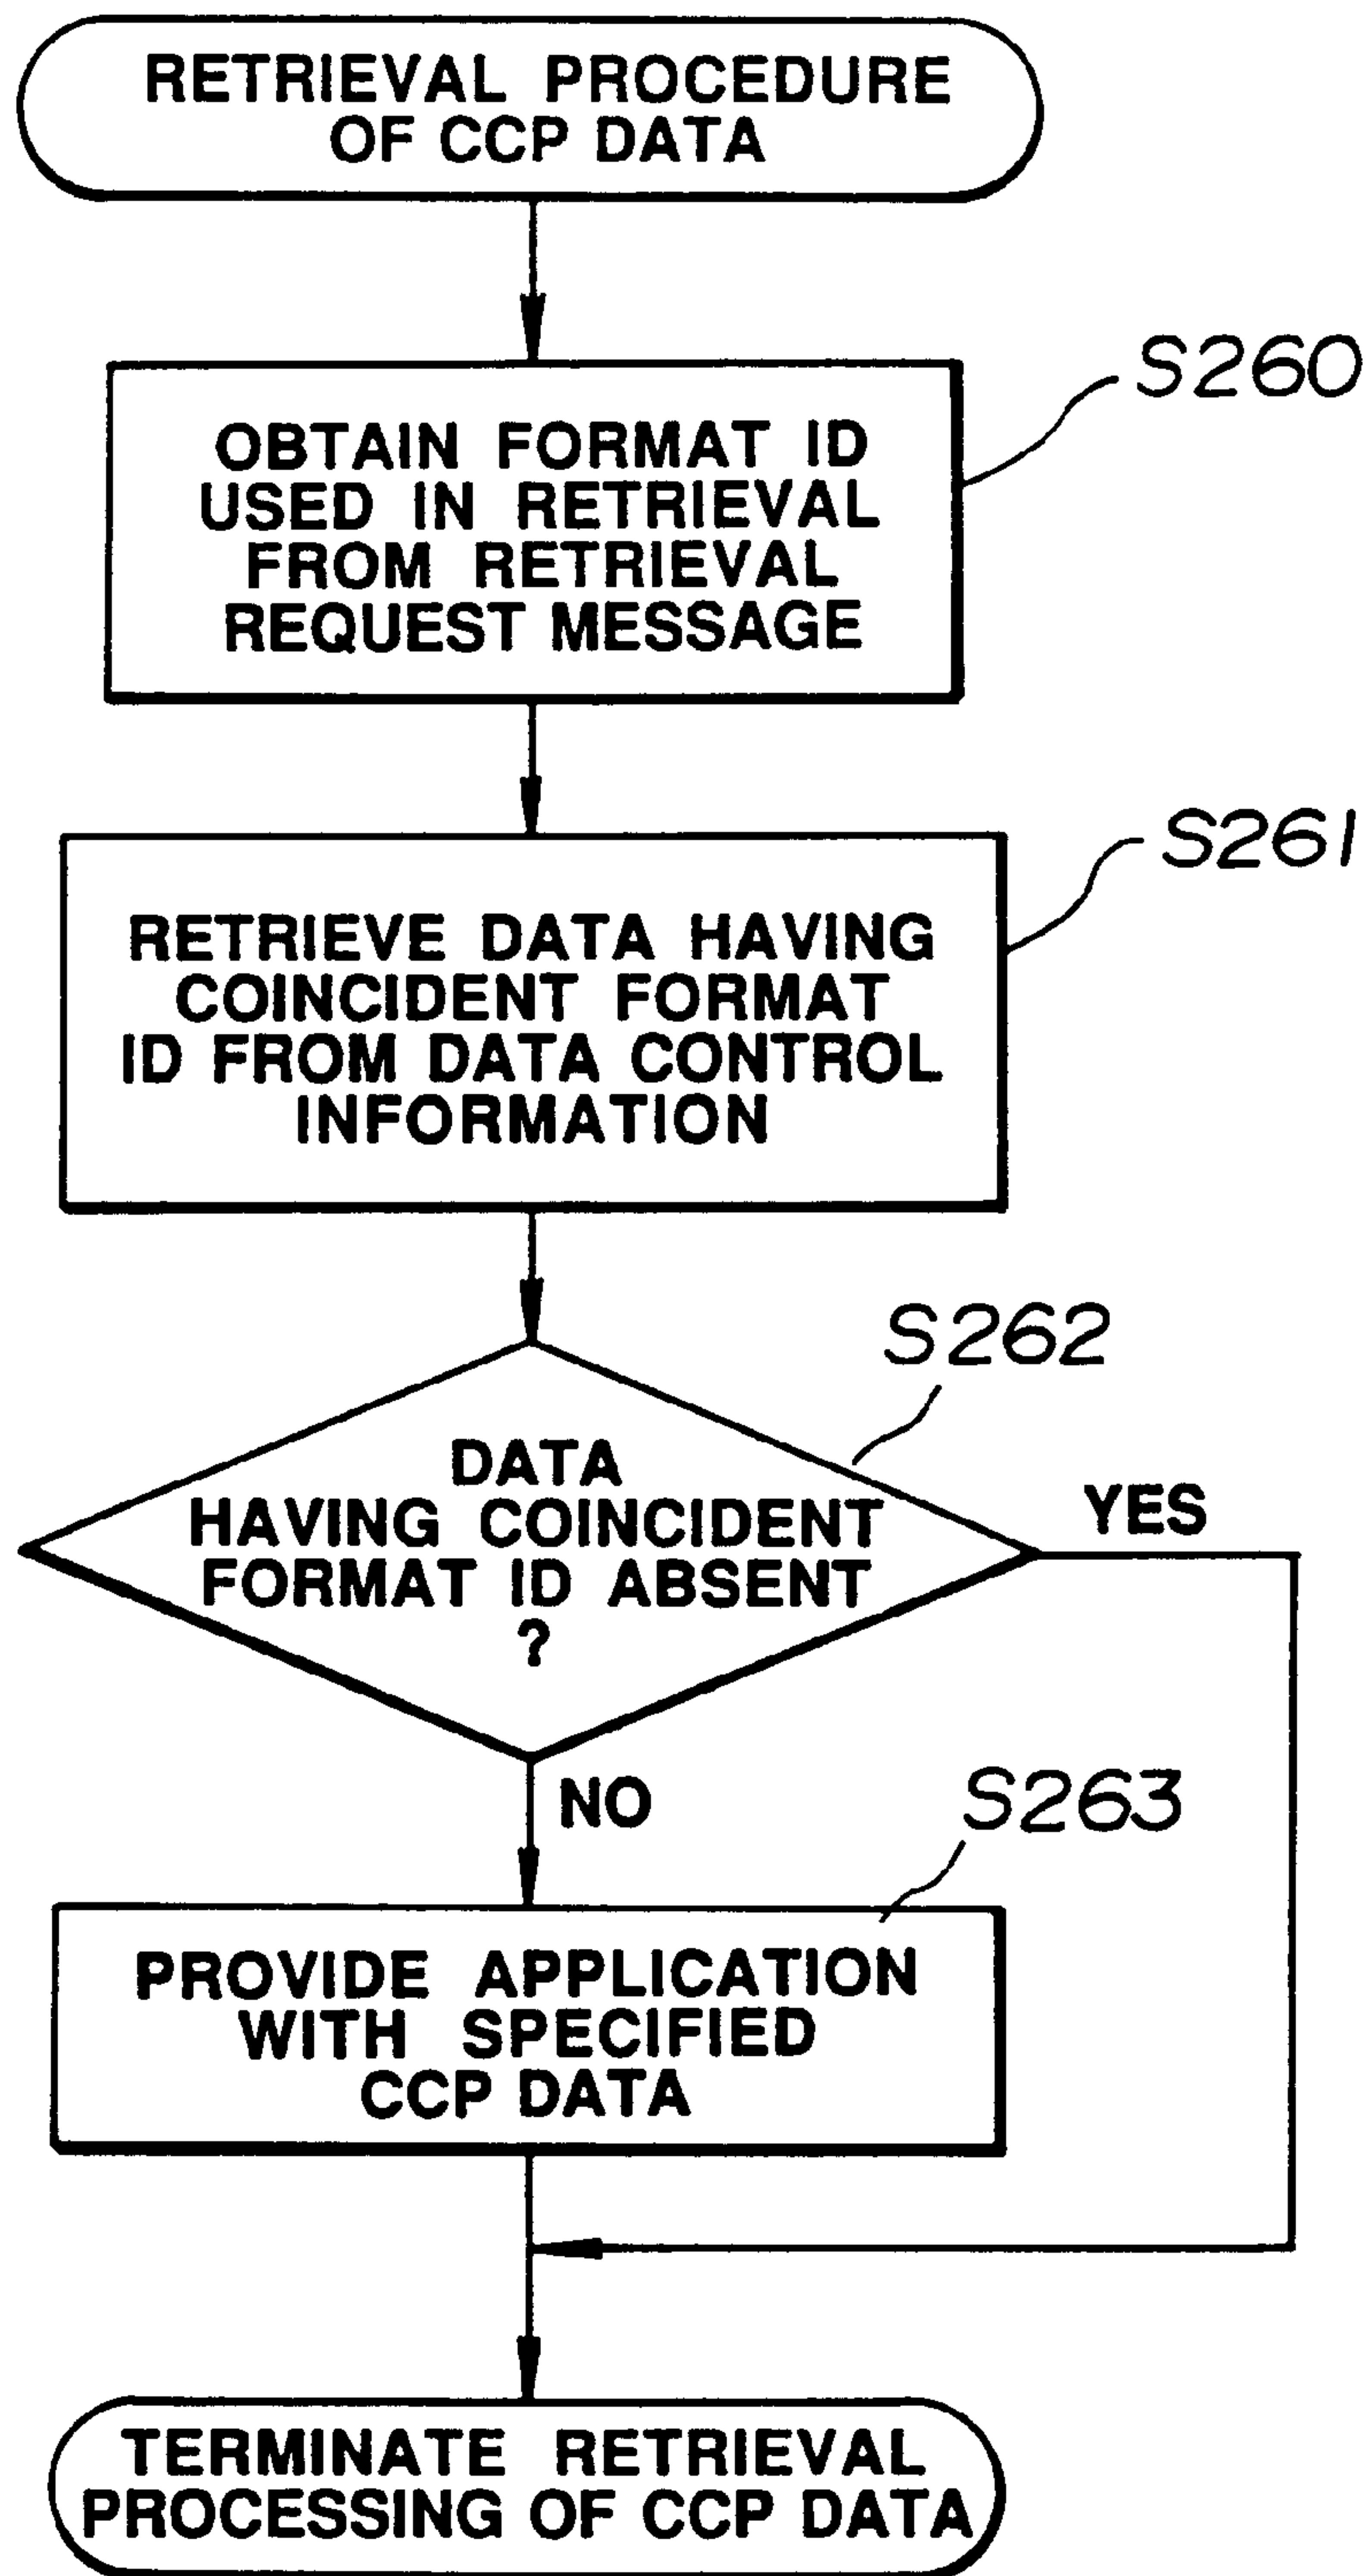 RETRIEVAL PROCEDURE
OF CCP DATA
S260
OBTAIN FORMAT ID
USED IN RETRIEVAL
FROM RETRIEVAL
REQUEST MESSAGE
S261
RETRIEVE DATA HAVING
COINCIDENT FORMAT
ID FROM DATA CONTROL
INFORMATION
S262
DATA
HAVING COINCIDENT
FORMAT ID ABSENT
?
YES
NO
S263
PROVIDE APPLICATION
WITH SPECIFIED
CCP DATA
TERMINATE RETRIEVAL
PROCESSING OF CCP DATA